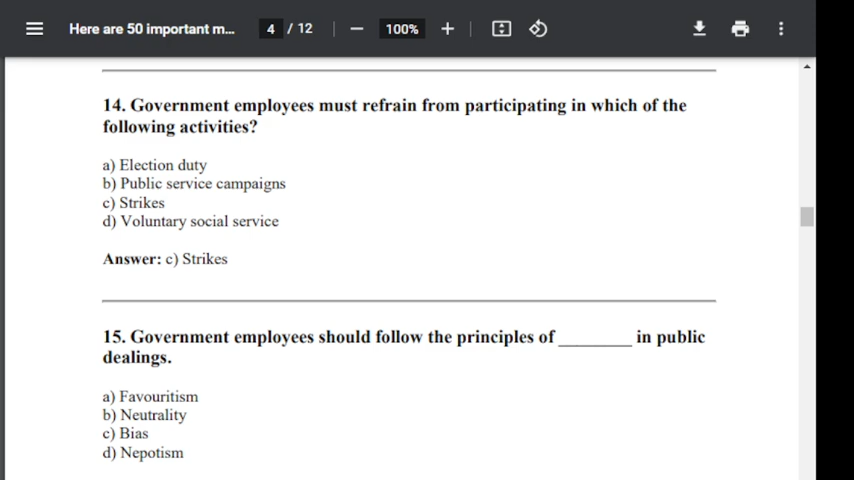 Here are 50 important m... 4 / 12 100%
14. Government employees must refrain from participating in which of the
following activities?
a) Election duty
b) Public service campaigns
c) Strikes
d) Voluntary social service
Answer: c) Strikes
15. Government employees should follow the principles of ________ in public
dealings.
a) Favouritism
b) Neutrality
c) Bias
d) Nepotism